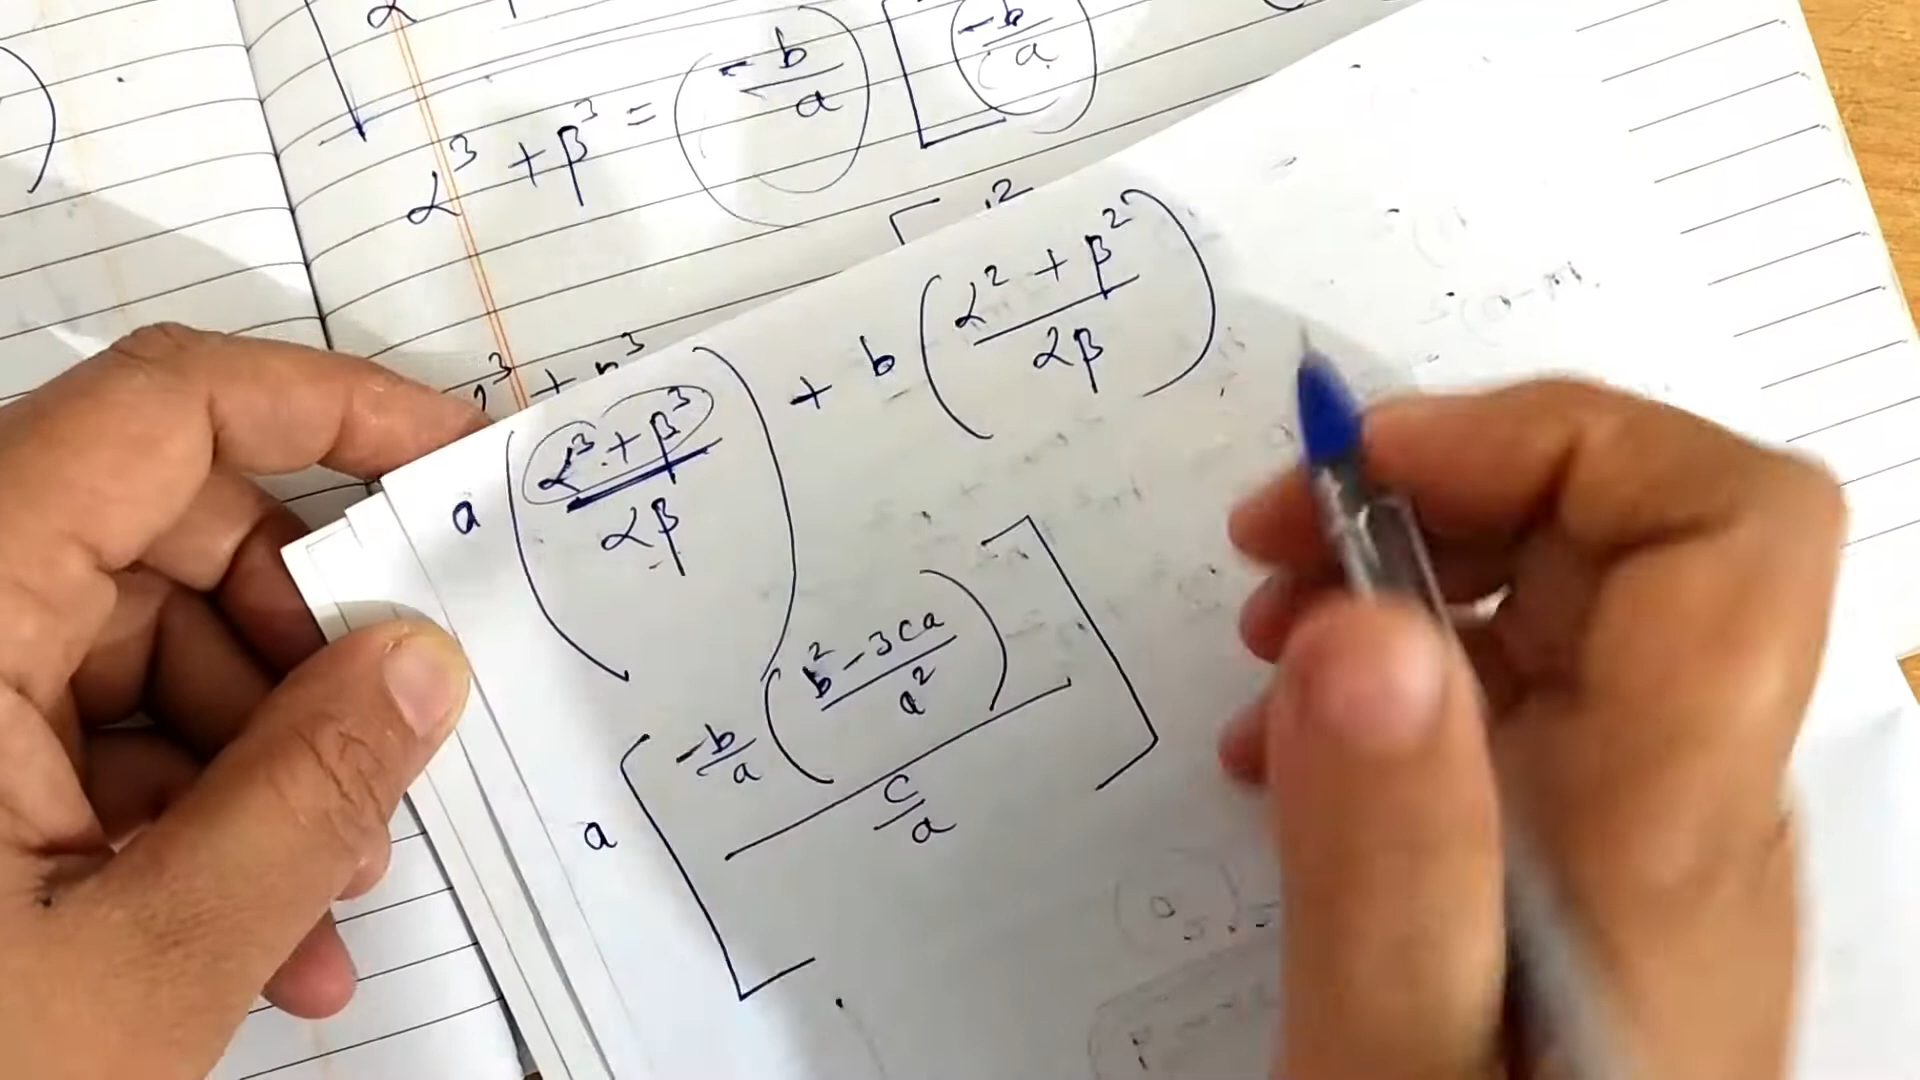 α³ + β³ = (-b/a) [(-b/a)
a((α³ + β³)/αβ) + b((α² + β²)/αβ)
a[(-b/a ((b² - 3ca)/a²))/(c/a)]